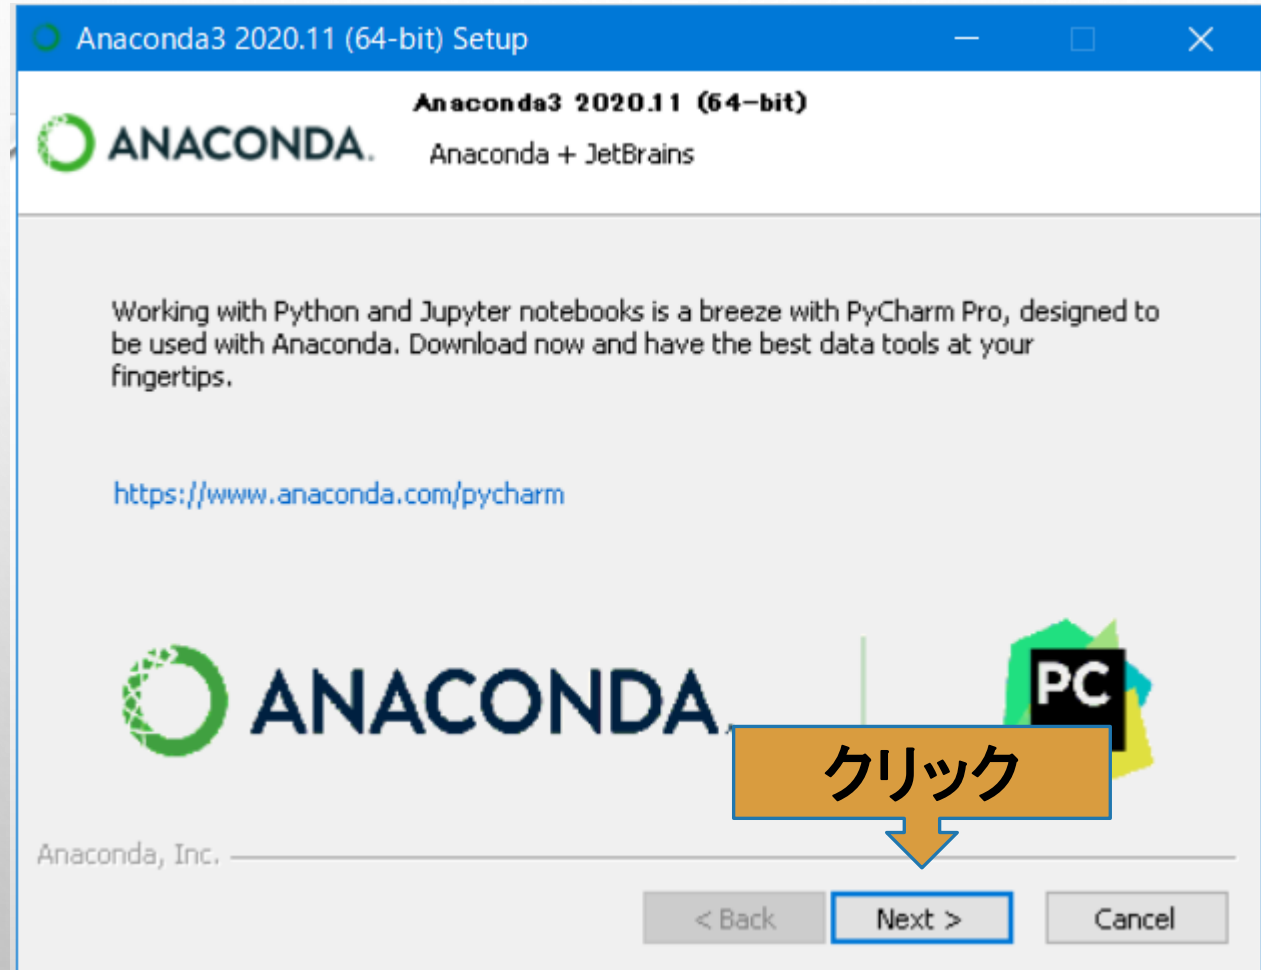 Anaconda3 2020.11 (64-bit) Setup
Anaconda3 2020.11 (64-bit)
ANACONDA.
Anaconda + JetBrains
Working with Python and Jupyter notebooks is a breeze with PyCharm Pro, designed to
be used with Anaconda. Download now and have the best data tools at your
fingertips.
https://www.anaconda.com/pycharm
ANACONDA.
PC
クリック
Anaconda, Inc.
< Back
Next >
Cancel